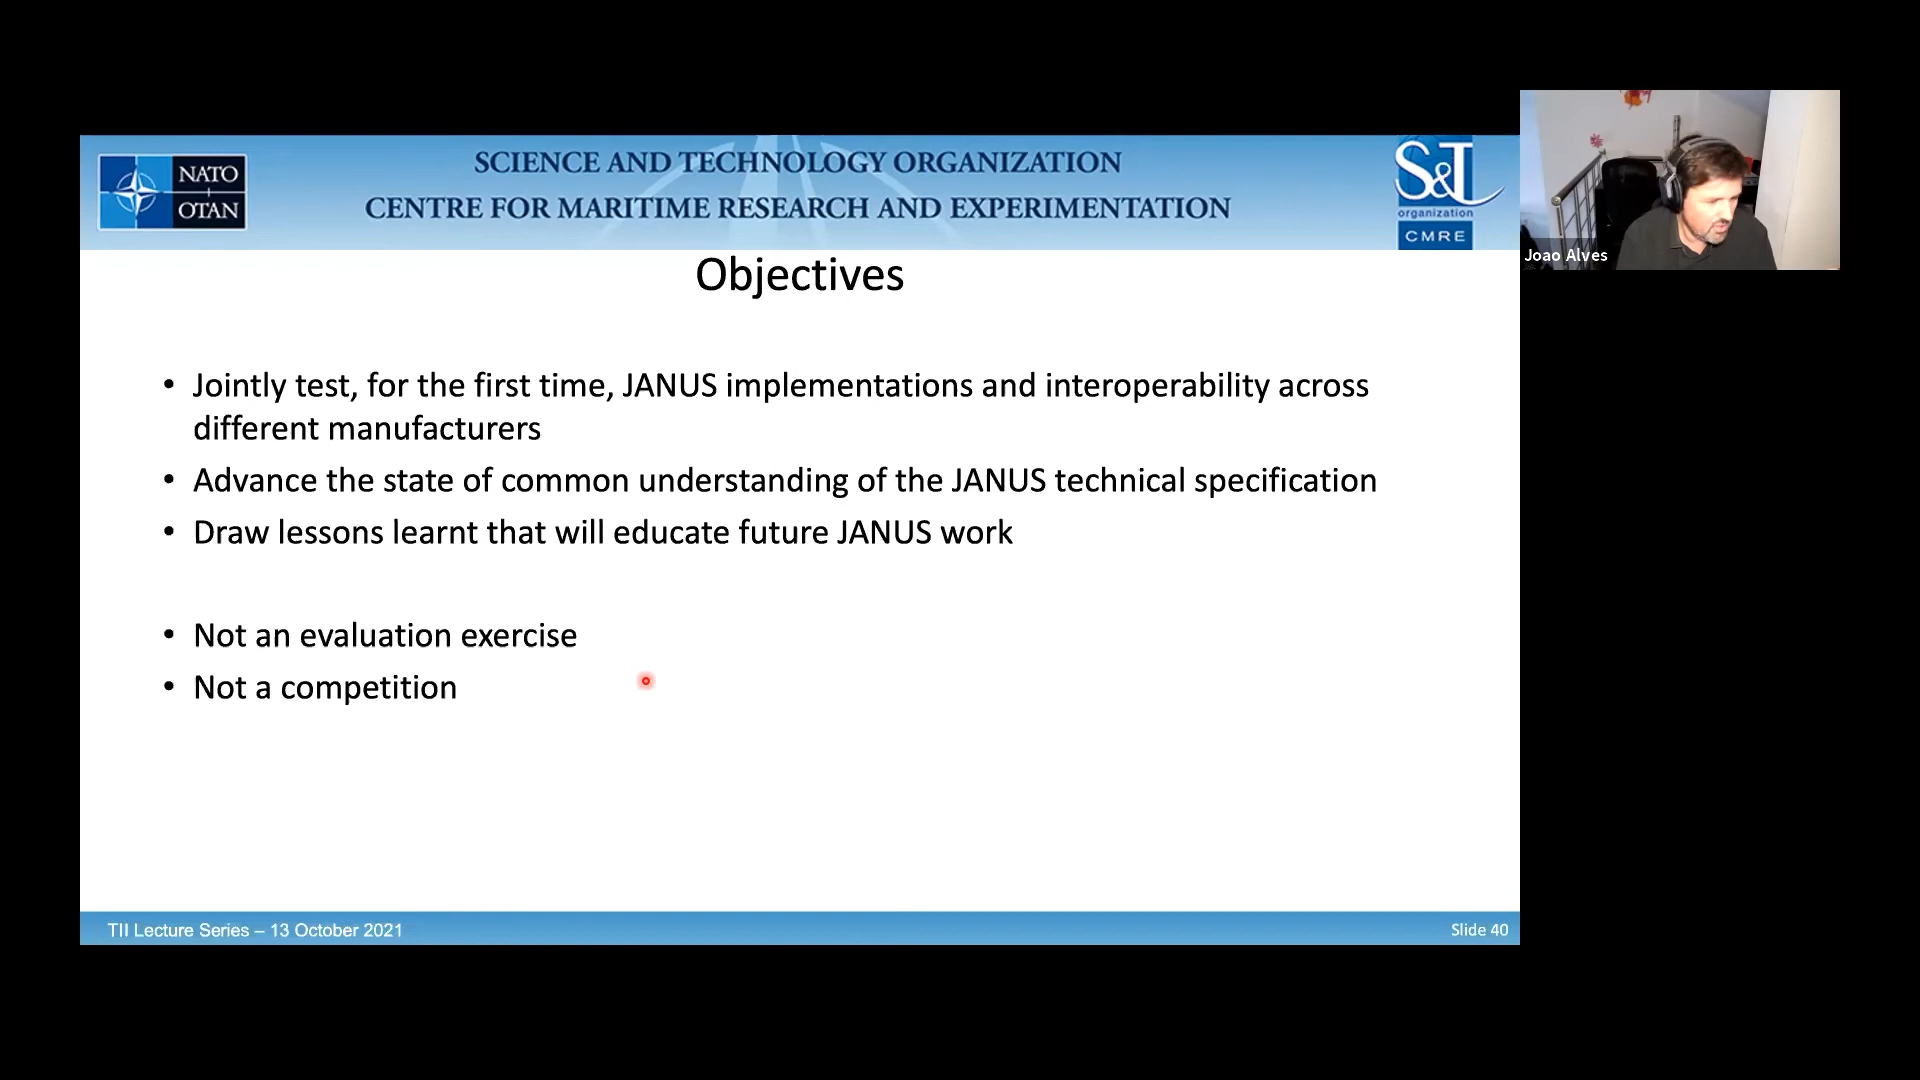 NATO
OTAN
SCIENCE AND TECHNOLOGY ORGANIZATION
CENTRE FOR MARITIME RESEARCH AND EXPERIMENTATION
S&T
organization
CMRE
Joao Alves
Objectives
• Jointly test, for the first time, JANUS implementations and interoperability across
different manufacturers
• Advance the state of common understanding of the JANUS technical specification
• Draw lessons learnt that will educate future JANUS work
• Not an evaluation exercise
• Not a competition
TII Lecture Series – 13 October 2021
Slide 40